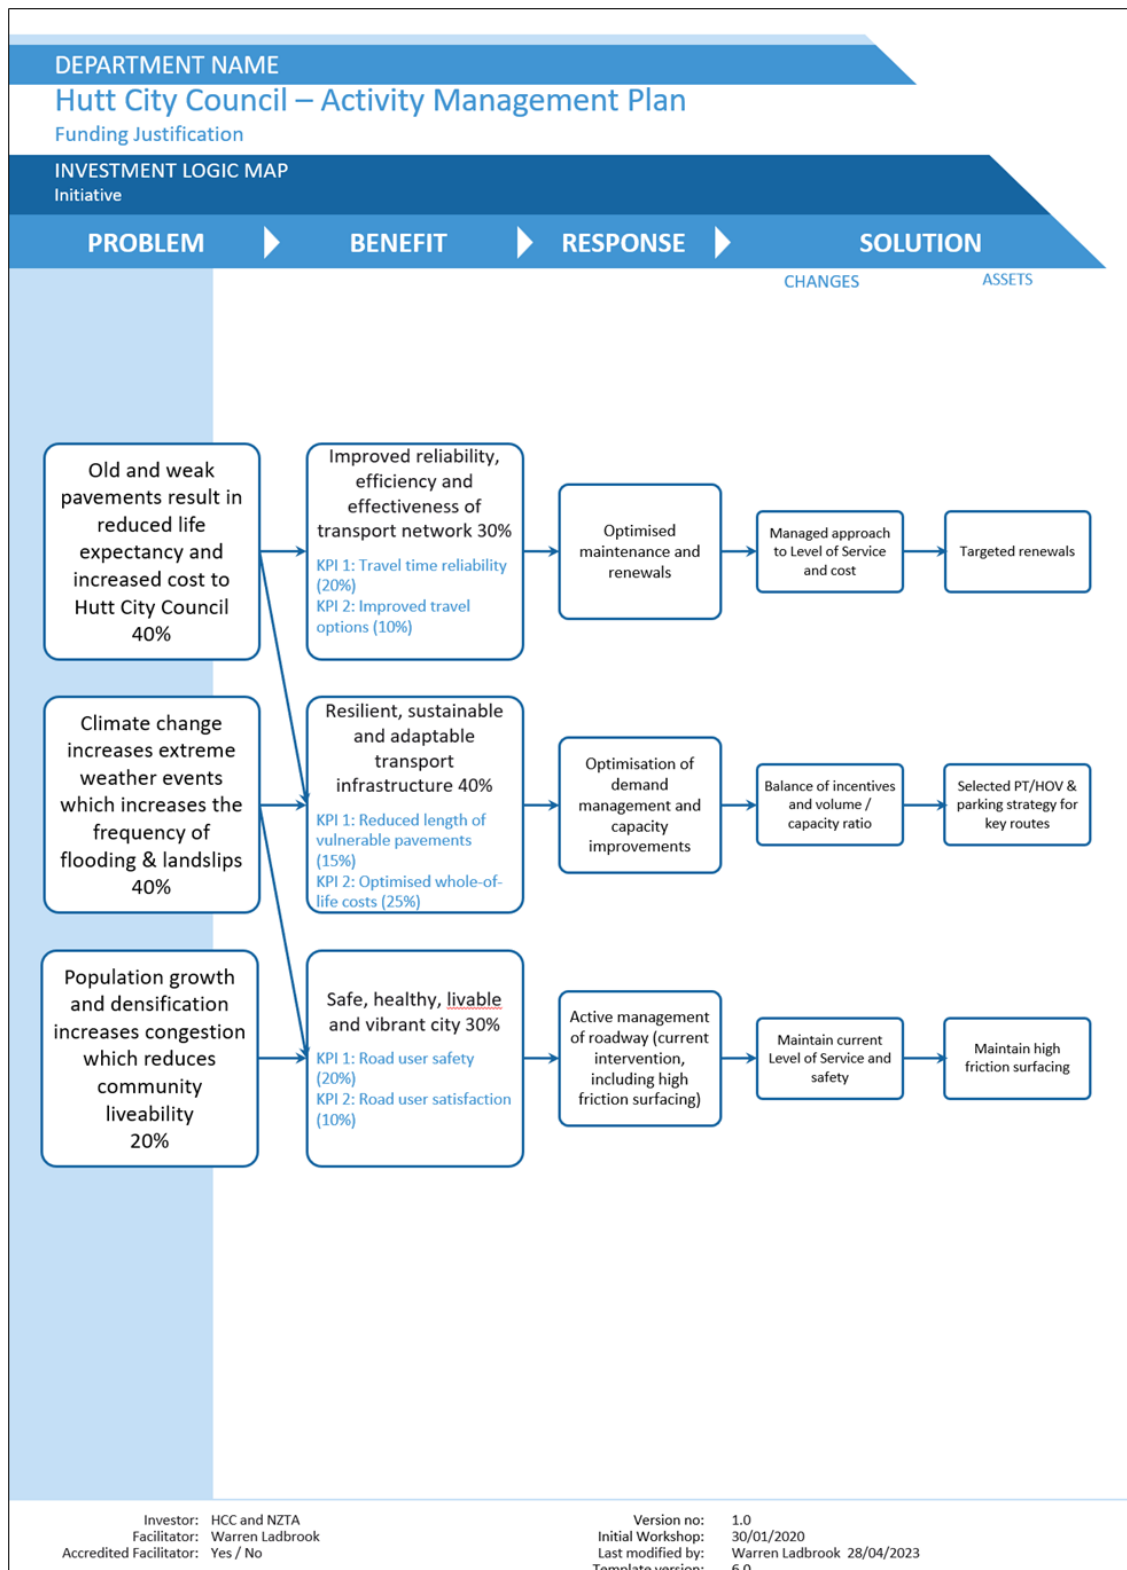 DEPARTMENT NAME
Hutt City Council – Activity Management Plan
Funding Justification
INVESTMENT LOGIC MAP
Initiative
PROBLEM
BENEFIT
RESPONSE
SOLUTION
CHANGES
ASSETS
Old and weak
pavements result in
reduced life
expectancy and
increased cost to
Hutt City Council
40%
Improved reliability,
efficiency and
effectiveness of
transport network 30%
KPI 1: Travel time reliability
(20%)
KPI 2: Improved travel
options (10%)
Optimised
maintenance and
renewals
Managed approach
to Level of Service
and cost
Targeted renewals
Climate change
increases extreme
weather events
which increases the
frequency of
flooding & landslips
40%
Resilient, sustainable
and adaptable
transport
infrastructure 40%
KPI 1: Reduced length of
vulnerable pavements
(15%)
KPI 2: Optimised whole-of-
life costs (25%)
Optimisation of
demand
management and
capacity
improvements
Balance of incentives
and volume /
capacity ratio
Selected PT/HOV &
parking strategy for
key routes
Population growth
and densification
increases congestion
which reduces
community
liveability
20%
Safe, healthy, livable
and vibrant city 30%
KPI 1: Road user safety
(20%)
KPI 2: Road user satisfaction
(10%)
Active management
of roadway (current
intervention,
including high
friction surfacing)
Maintain current
Level of Service and
safety
Maintain high
friction surfacing
Investor: HCC and NZTA
Facilitator: Warren Ladbrook
Accredited Facilitator: Yes / No
Version no: 1.0
Initial Workshop: 30/01/2020
Last modified by: Warren Ladbrook 28/04/2023
Template version: 6.0